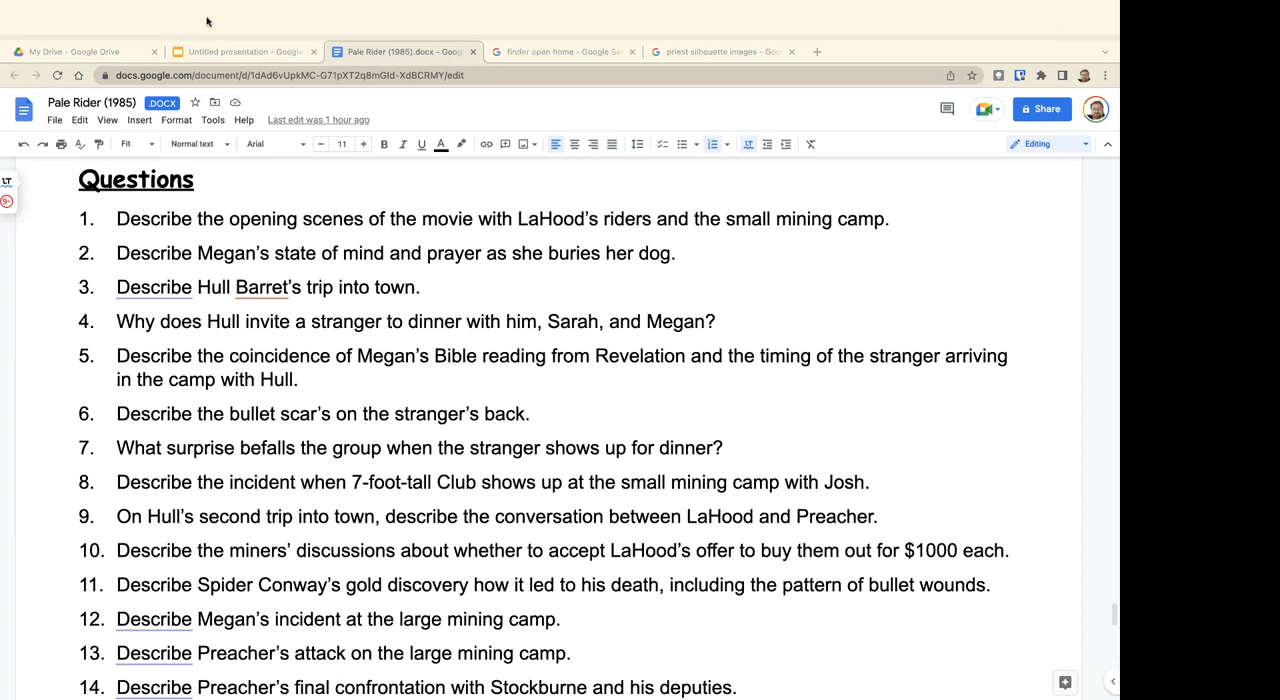 My Drive - Google Drive
Untitled presentation - Google
Pale Rider (1985).docx - Goog
finder open home - Google Se
priest silhouette images - Goo
docs.google.com/document/d/1dAd6vUpkMC-G71pXT2q8mGId-XdBCRMY/edit
Pale Rider (1985) .DOCX
Share
File Edit View Insert Format Tools Help Last edit was 1 hour ago
Fit Normal text Arial 11 Editing
Questions
1. Describe the opening scenes of the movie with LaHood's riders and the small mining camp.
2. Describe Megan's state of mind and prayer as she buries her dog.
3. Describe Hull Barret's trip into town.
4. Why does Hull invite a stranger to dinner with him, Sarah, and Megan?
5. Describe the coincidence of Megan's Bible reading from Revelation and the timing of the stranger arriving
in the camp with Hull.
6. Describe the bullet scar's on the stranger's back.
7. What surprise befalls the group when the stranger shows up for dinner?
8. Describe the incident when 7-foot-tall Club shows up at the small mining camp with Josh.
9. On Hull's second trip into town, describe the conversation between LaHood and Preacher.
10. Describe the miners' discussions about whether to accept LaHood's offer to buy them out for $1000 each.
11. Describe Spider Conway's gold discovery how it led to his death, including the pattern of bullet wounds.
12. Describe Megan's incident at the large mining camp.
13. Describe Preacher's attack on the large mining camp.
14. Describe Preacher's final confrontation with Stockburne and his deputies.